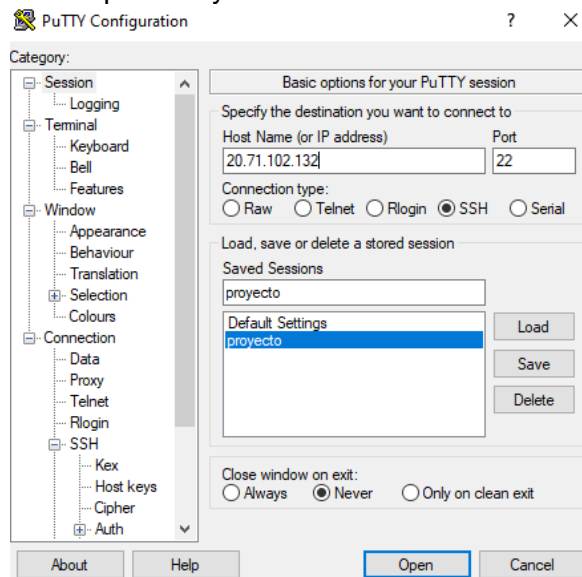 PuTTY Configuration ? ×
Category:
Session
Logging
Terminal
Keyboard
Bell
Features
Window
Appearance
Behaviour
Translation
Selection
Colours
Connection
Data
Proxy
Telnet
Rlogin
SSH
Kex
Host keys
Cipher
Auth
Basic options for your PuTTY session
Specify the destination you want to connect to
Host Name (or IP address) Port
20.71.102.132 22
Connection type:
Raw Telnet Rlogin SSH Serial
Load, save or delete a stored session
Saved Sessions
proyecto
Default Settings
proyecto
Load
Save
Delete
Close window on exit:
Always Never Only on clean exit
About Help Open Cancel